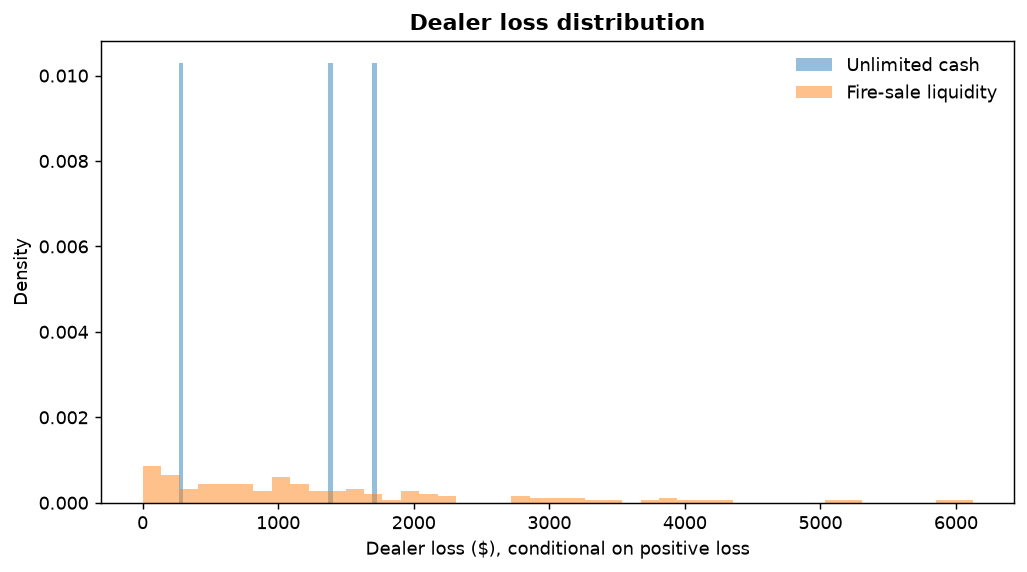 Dealer loss distribution
Unlimited cash
Fire-sale liquidity
Density
0.010
0.008
0.006
0.004
0.002
0.000
0 1000 2000 3000 4000 5000 6000
Dealer loss ($), conditional on positive loss